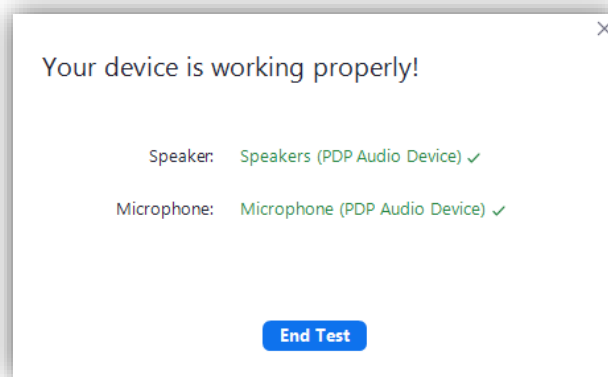 Your device is working properly!
Speaker: Speakers (PDP Audio Device) ✓
Microphone: Microphone (PDP Audio Device) ✓
End Test